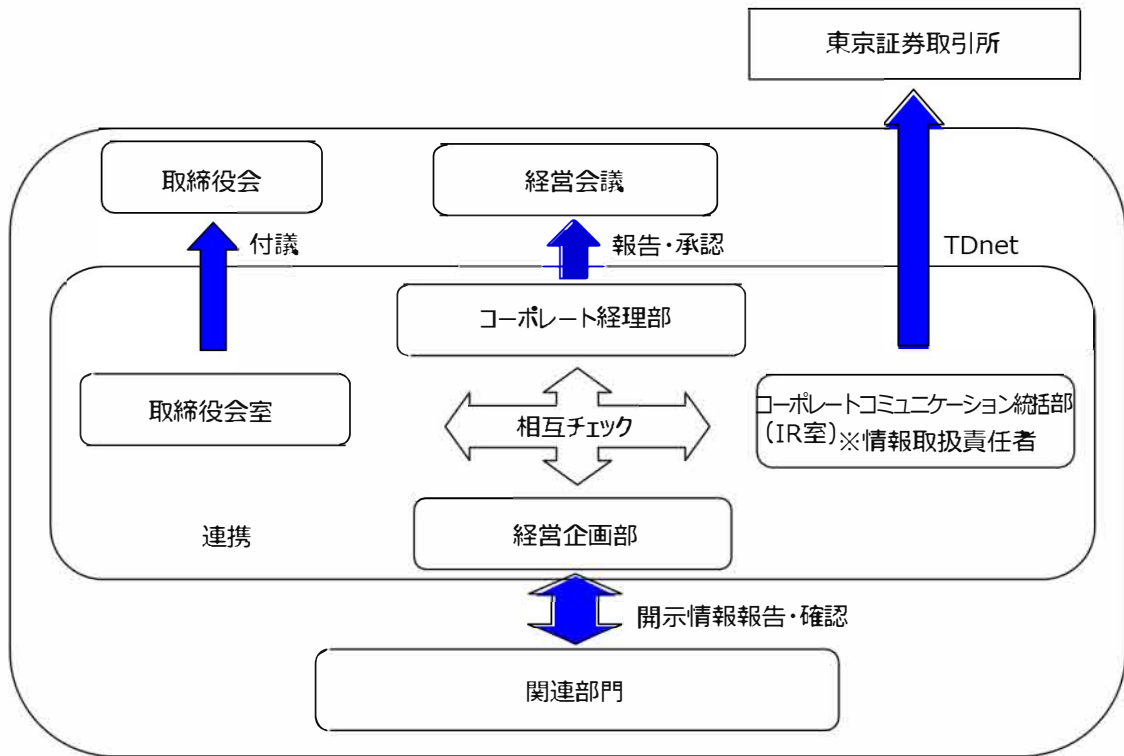 東京証券取引所
取締役会
経営会議
付議
報告・承認
TDnet
コーポレート経理部
取締役会室
相互チェック
コーポレートコミュニケーション統括部
(IR室)※情報取扱責任者
連携
経営企画部
開示情報報告・確認
関連部門